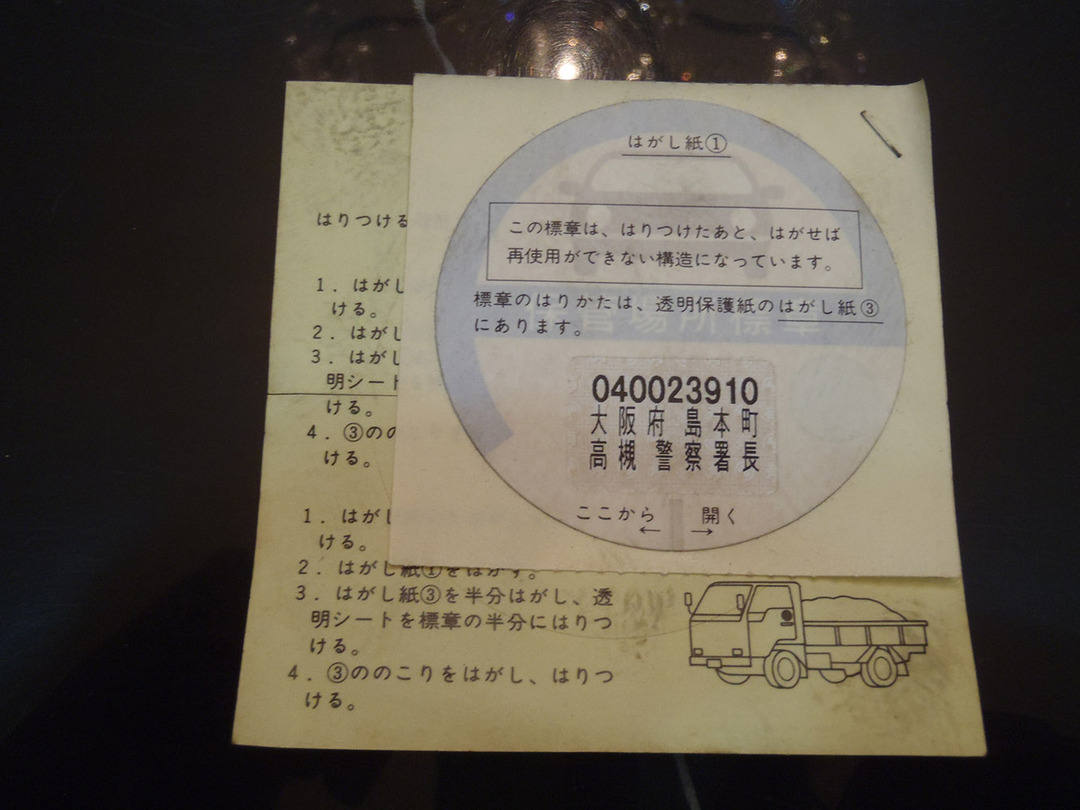 はがし紙①
この標章は、はりつけたあと、はがせば
再使用ができない構造になっています。
標章のはりかたは、透明保護紙のはがし紙③
にあります。
保管場所標章
040023910
大阪府 島本町
高槻 警察署長
ここから 開く
← →
はりつける
1. はがし
ける。
2. はがし
3. はがし
明シート
ける。
4. ③のの
ける。
1. はがし
ける。
2. はがし紙①をはがす。
3. はがし紙③を半分はがし、透
明シートを標章の半分にはりつ
ける。
4. ③ののこりをはがし、はりつ
ける。